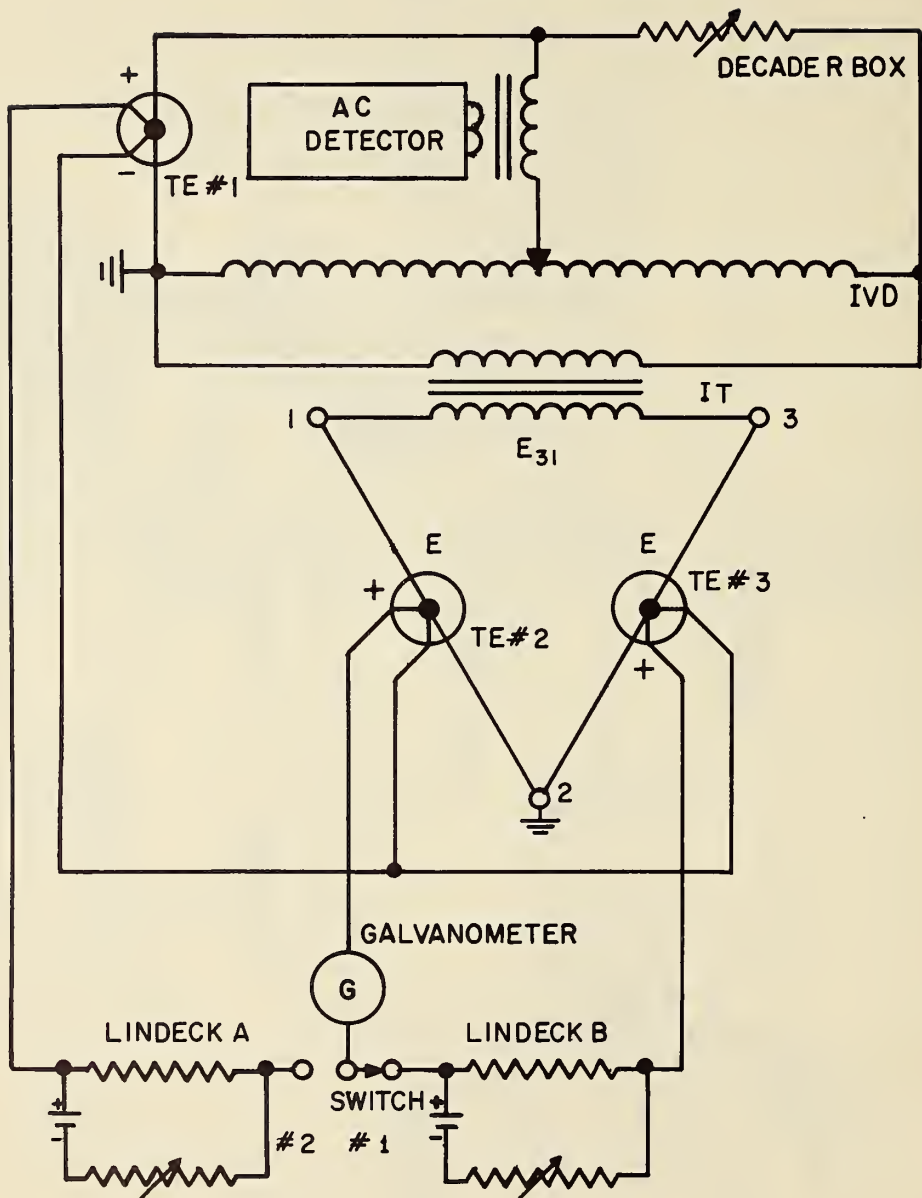 DECADE R BOX
AC
DETECTOR
+
-
TE #1
IVD
IT
1
3
E31
E
E
+
TE #3
TE#2
+
2
GALVANOMETER
G
LINDECK A
LINDECK B
SWITCH
+
-
+
-
#2
#1